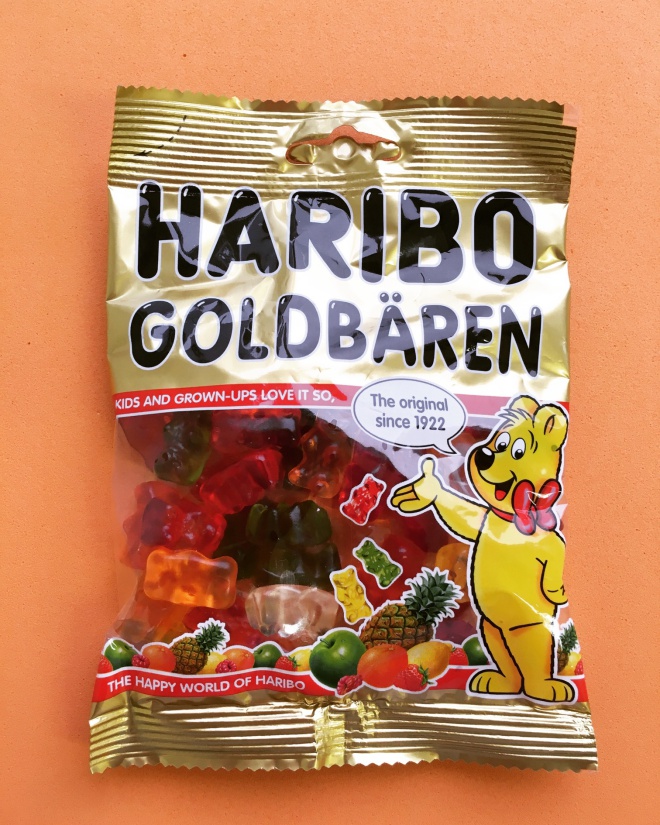 HARIBO
GOLDBÄREN
KIDS AND GROWN-UPS LOVE IT SO,
The original
since 1922
THE HAPPY WORLD OF HARIBO